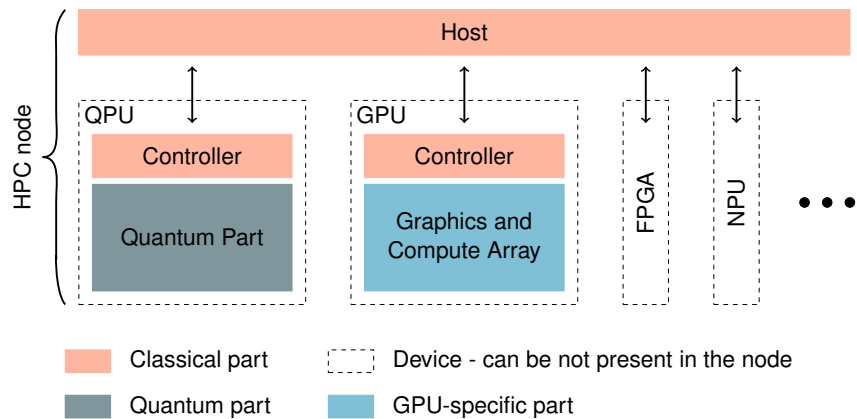 Host
HPC node
QPU
Controller
Quantum Part
GPU
Controller
Graphics and
Compute Array
FPGA
NPU
Classical part
Device - can be not present in the node
Quantum part
GPU-specific part